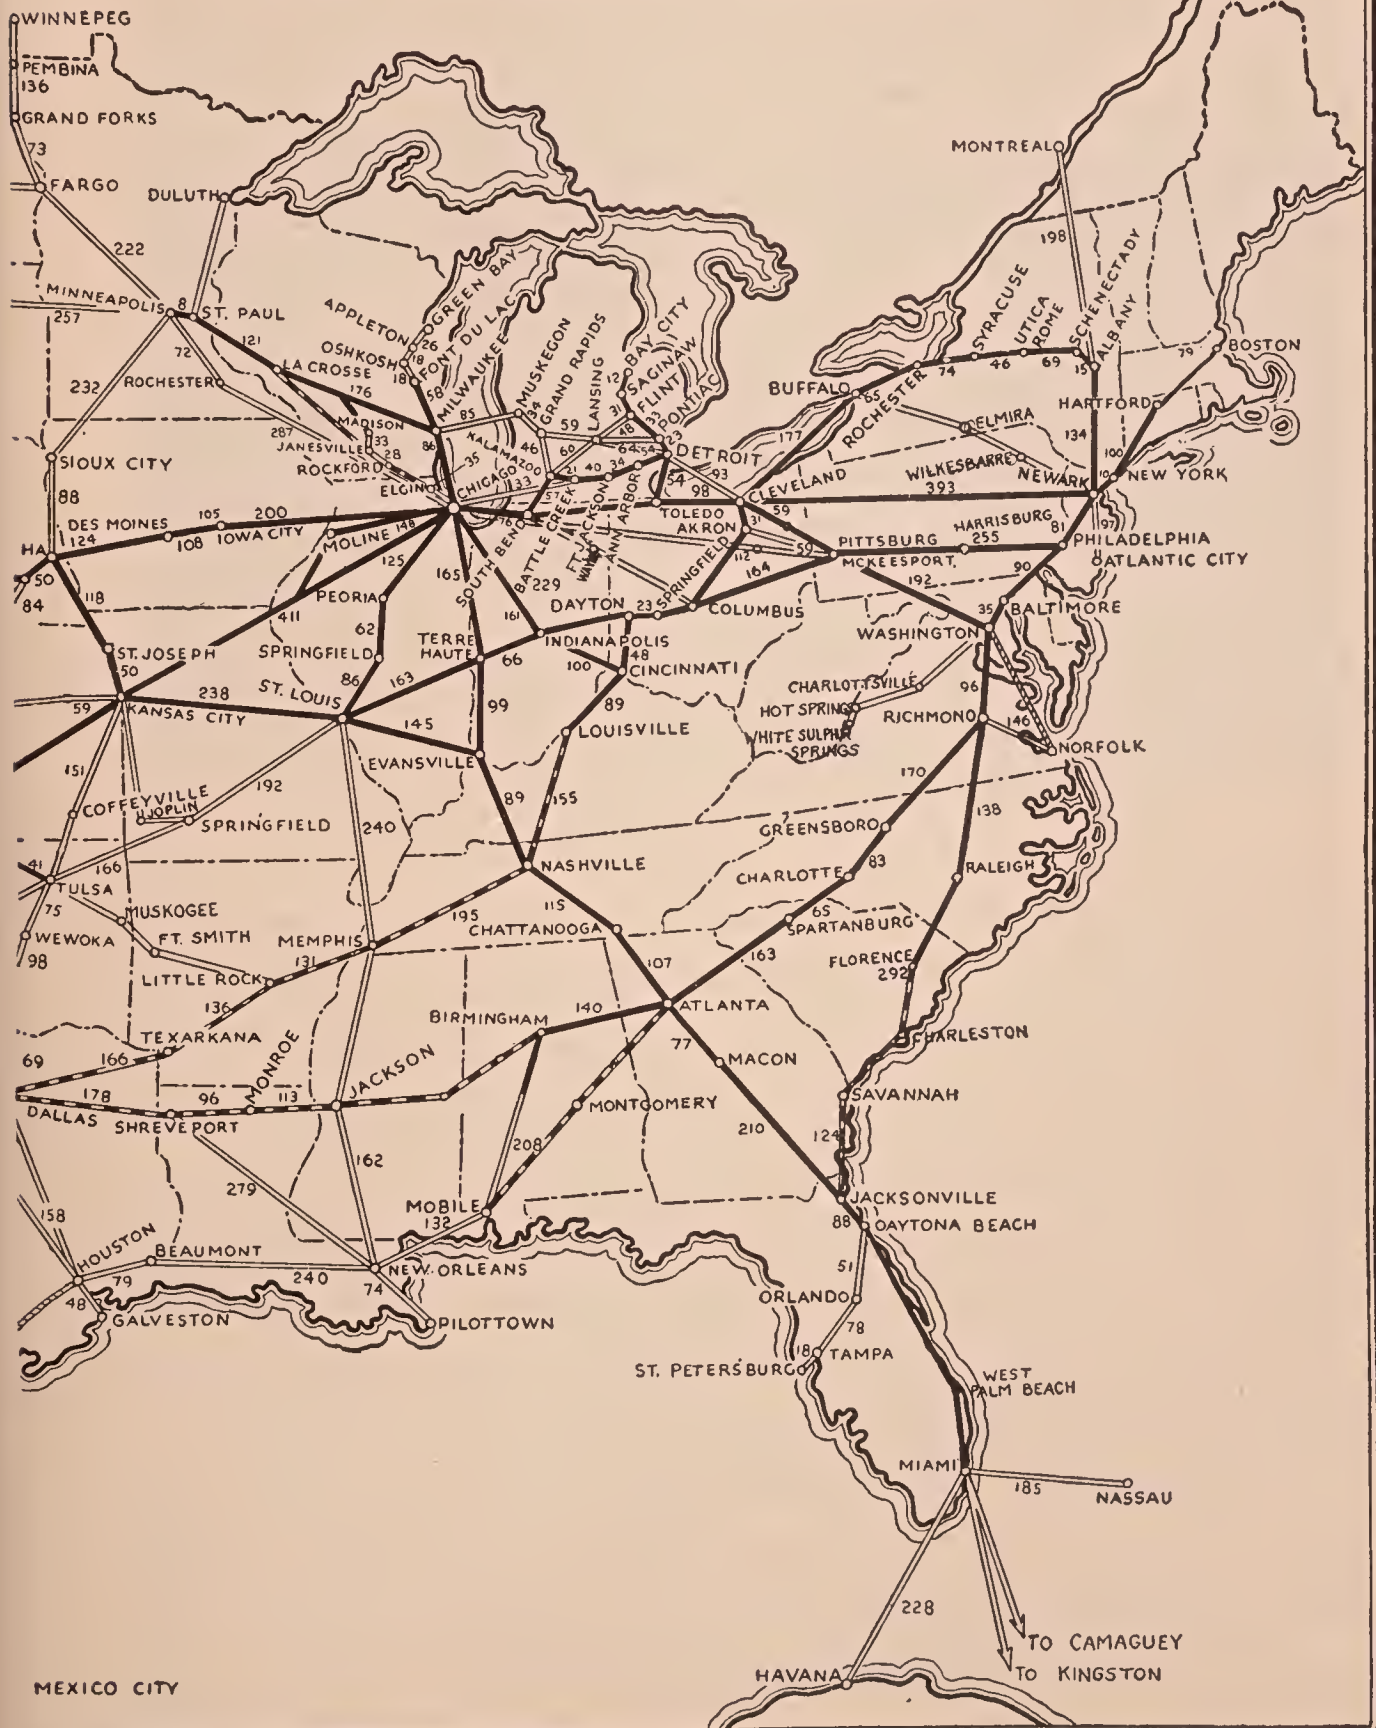 WINNEPEG
PEMBINA
136
GRAND FORKS
73
FARGO
DULUTH
222
MINNEAPOLIS
8
ST. PAUL
257
121
72
LA CROSSE
176
232
ROCHESTER
APPLETON
GREEN BAY
26
OSHKOSH
18
FOND DU LAC
18
58
MILWAUKEE
MUSKEGON
34
GRAND RAPIDS
LANSING
BAY CITY
12
SAGINAW
31
FLINT
33
PONTIAC
23
85
59
48
64
54
MADISON
33
287
JANESVILLE
28
ROCKFORD
ELGIN
86
35
KALAMAZOO
46
60
CHICAGO
133
21
40
34
DETROIT
54
93
SIOUX CITY
88
DES MOINES
124
105
200
108
IOWA CITY
MOLINE
148
HA
50
84
118
411
125
PEORIA
165
76
57
SOUTH BEND
BATTLE CREEK
FT. WAYNE
JACKSON
ANN ARBOR
TOLEDO
98
CLEVELAND
59
1
AKRON
31
59
112
164
SPRINGFIELD
229
161
DAYTON
23
COLUMBUS
MONTREAL
198
SYRACUSE
UTICA
ROME
SCHENECTADY
ALBANY
74
46
69
15
BUFFALO
65
ROCHESTER
177
ELMIRA
WILKESBARRE
HARTFORD
134
79
BOSTON
100
10
NEWARK
NEW YORK
393
HARRISBURG
255
81
97
PITTSBURG
PHILADELPHIA
MCKEESPORT
ATLANTIC CITY
192
90
35
BALTIMORE
WASHINGTON
ST. JOSEPH
50
62
SPRINGFIELD
TERRE
HAUTE
66
INDIANAPOLIS
100
48
CINCINNATI
86
163
ST. LOUIS
238
59
KANSAS CITY
145
99
89
LOUISVILLE
EVANSVILLE
CHARLOTTSVILLE
HOT SPRINGS
WHITE SULPHR
SPRINGS
96
RICHMOND
146
NORFOLK
151
COFFEYVILLE
JOPLIN
192
SPRINGFIELD
240
89
155
170
138
GREENSBORO
83
CHARLOTTE
RALEIGH
41
166
TULSA
75
MUSKOGEE
WEWOKA
98
FT. SMITH
LITTLE ROCK
131
MEMPHIS
195
NASHVILLE
115
CHATTANOOGA
65
SPARTANBURG
163
107
FLORENCE
292
136
TEXARKANA
69
166
178
DALLAS
SHREVEPORT
96
MONROE
113
JACKSON
BIRMINGHAM
140
ATLANTA
77
MACON
CHARLESTON
SAVANNAH
MONTGOMERY
208
210
124
279
162
MOBILE
132
JACKSONVILLE
88
DAYTONA BEACH
158
HOUSTON
BEAUMONT
79
240
NEW ORLEANS
74
48
GALVESTON
PILOTTOWN
51
ORLANDO
78
18
TAMPA
ST. PETERSBURG
WEST
PALM BEACH
MIAMI
185
NASSAU
228
TO CAMAGUEY
TO KINGSTON
HAVANA
MEXICO CITY